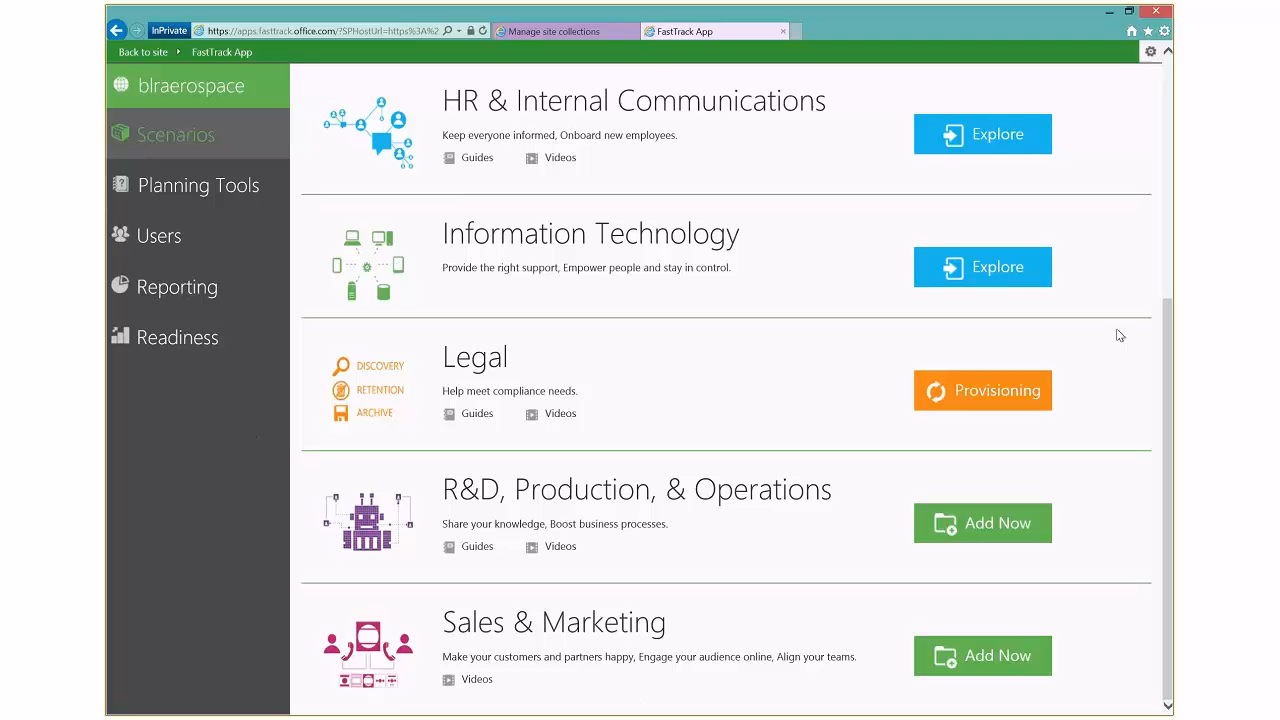 InPrivate
https://apps.fasttrack.office.com/?SPHostUrl=https%3A%2
Manage site collections
FastTrack App
Back to site
FastTrack App
blraerospace
Scenarios
Planning Tools
Users
Reporting
Readiness
HR & Internal Communications
Keep everyone informed, Onboard new employees.
Guides
Videos
Explore
Information Technology
Provide the right support, Empower people and stay in control.
Explore
DISCOVERY
RETENTION
ARCHIVE
Legal
Help meet compliance needs.
Guides
Videos
Provisioning
R&D, Production, & Operations
Share your knowledge, Boost business processes.
Guides
Videos
Add Now
Sales & Marketing
Make your customers and partners happy, Engage your audience online, Align your teams.
Videos
Add Now